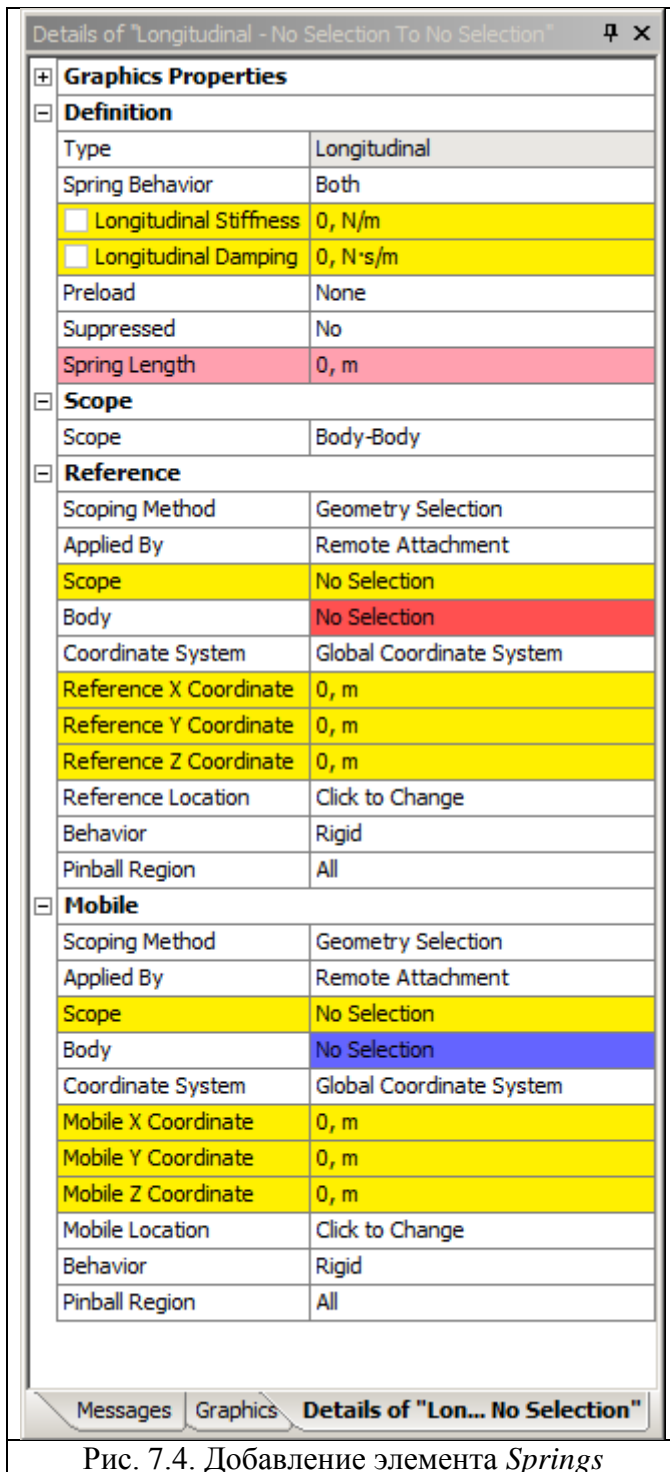 Details of "Longitudinal - No Selection To No Selection"
Graphics Properties
Definition
Type Longitudinal
Spring Behavior Both
Longitudinal Stiffness 0, N/m
Longitudinal Damping 0, N·s/m
Preload None
Suppressed No
Spring Length 0, m
Scope
Scope Body-Body
Reference
Scoping Method Geometry Selection
Applied By Remote Attachment
Scope No Selection
Body No Selection
Coordinate System Global Coordinate System
Reference X Coordinate 0, m
Reference Y Coordinate 0, m
Reference Z Coordinate 0, m
Reference Location Click to Change
Behavior Rigid
Pinball Region All
Mobile
Scoping Method Geometry Selection
Applied By Remote Attachment
Scope No Selection
Body No Selection
Coordinate System Global Coordinate System
Mobile X Coordinate 0, m
Mobile Y Coordinate 0, m
Mobile Z Coordinate 0, m
Mobile Location Click to Change
Behavior Rigid
Pinball Region All
Messages Graphics Details of "Lon... No Selection"
Рис. 7.4. Добавление элемента Springs